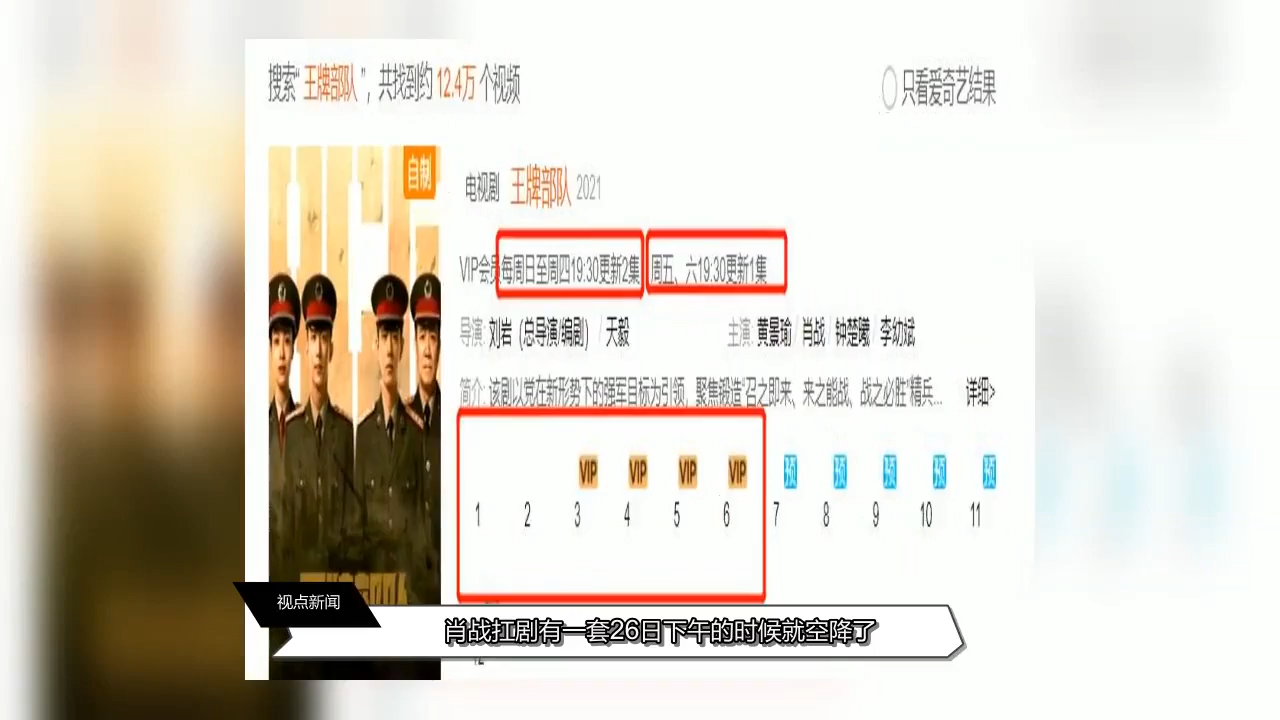 搜索“王牌部队”，共找到约12.4万个视频
只看爱奇艺结果
自制
电视剧 王牌部队 2021
VIP会员每周日至周四19:30更新2集 周五、六19:30更新1集
导演: 刘岩（总导演/编剧） / 天毅
主演: 黄景瑜 / 肖战 / 钟楚曦 / 李幼斌
简介: 该剧以党在新形势下的强军目标为引领，聚焦锻造“召之即来、来之能战、战之必胜”精兵... 详细>
VIP VIP VIP VIP 预 预 预 预 预
1 2 3 4 5 6 7 8 9 10 11
视点新闻
肖战扛剧有一套26日下午的时候就空降了
12